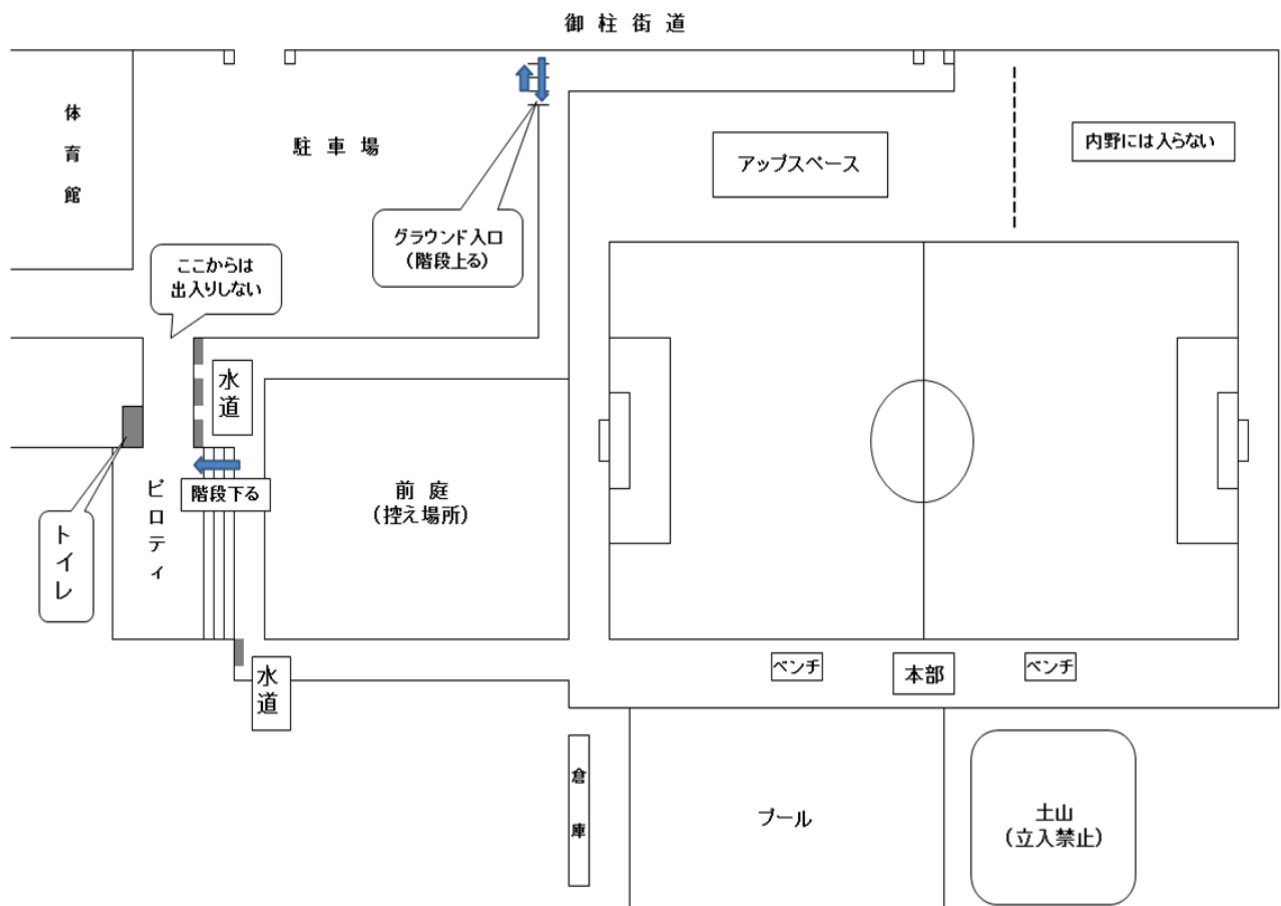 御柱街道
体育館
駐車場
グラウンド入口
(階段上る)
アップスペース
内野には入らない
ここからは
出入りしない
水道
階段下る
ピロティ
トイレ
前庭
(控え場所)
水道
ベンチ
本部
ベンチ
倉庫
プール
土山
(立入禁止)